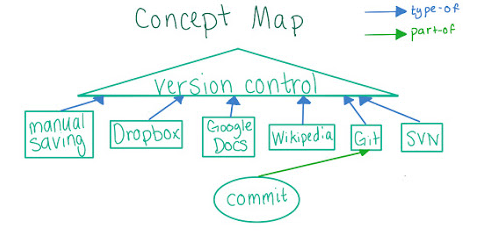 Concept Map
type-of
part-of
version control
manual
saving
Dropbox
Google
Docs
Wikipedia
Git
SVN
commit